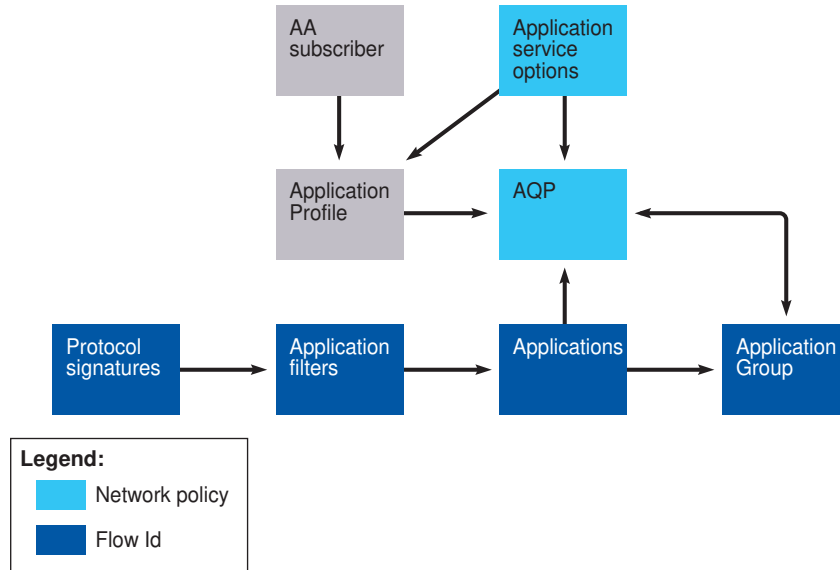 AA
subscriber
Application
service
options
Application
Profile
AQP
Protocol
signatures
Application
filters
Applications
Application
Group
Legend:
Network policy
Flow Id